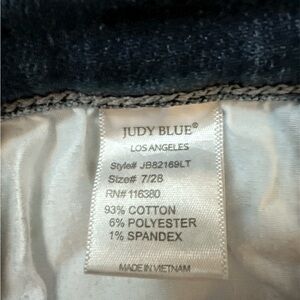 JUDY BLUE®
LOS ANGELES
Style# JB82169LT
Size# 7/28
RN# 116380
93% COTTON
6% POLYESTER
1% SPANDEX
MADE IN VIETNAM